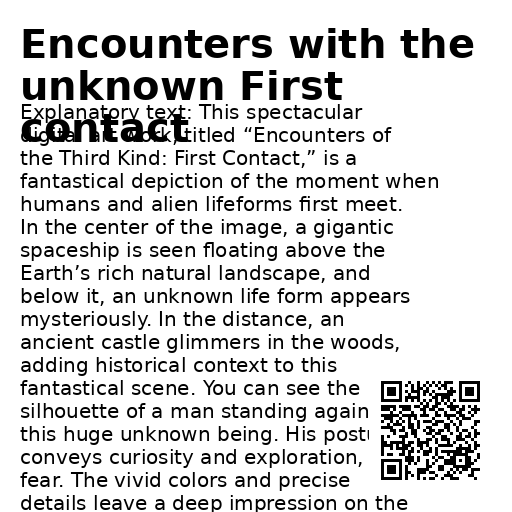 Encounters with the
unknown First
contact
Explanatory text: This spectacular
digital art work, titled “Encounters of
the Third Kind: First Contact,” is a
fantastical depiction of the moment when
humans and alien lifeforms first meet.
In the center of the image, a gigantic
spaceship is seen floating above the
Earth’s rich natural landscape, and
below it, an unknown life form appears
mysteriously. In the distance, an
ancient castle glimmers in the woods,
adding historical context to this
fantastical scene. You can see the
silhouette of a man standing again
this huge unknown being. His
conveys curiosity and exploration,
fear. The vivid colors and precise
details leave a deep impression on the